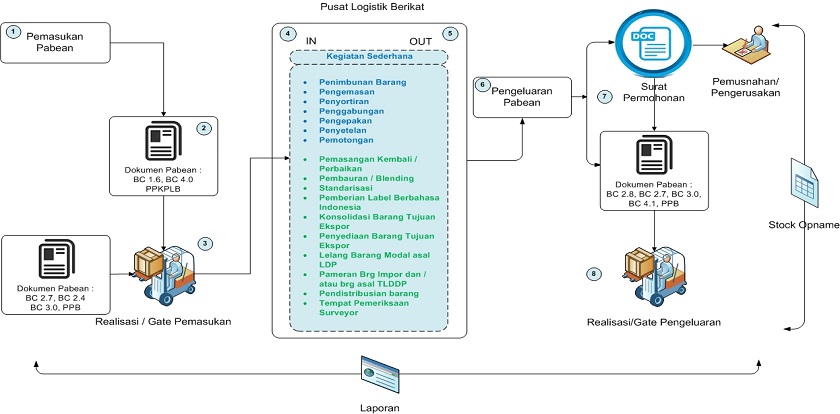 Pusat Logistik Berikat
1
Pemasukan
Pabean
2
Dokumen Pabean :
BC 1.6, BC 4.0
PPKPLB
3
Dokumen Pabean :
BC 2.7, BC 2.4
BC 3.0, PPB
Realisasi / Gate Pemasukan
4
5
IN
OUT
Kegiatan Sederhana
• Penimbunan Barang
• Pengemasan
• Penyortiran
• Penggabungan
• Pengepakan
• Penyetelan
• Pemotongan
• Pemasangan Kembali /
Perbaikan
• Pembauran / Blending
• Standarisasi
• Pemberian Label Berbahasa
Indonesia
• Konsolidasi Barang Tujuan
Ekspor
• Penyediaan Barang Tujuan
Ekspor
• Lelang Barang Modal asal
LDP
• Pameran Brg Impor dan /
atau brg asal TLDDP
• Pendistribusian barang
• Tempat Pemeriksaan
Surveyor
6
Pengeluaran
Pabean
7
DOC
Surat
Permohonan
Pemusnahan/
Pengerusakan
Dokumen Pabean :
BC 2.8, BC 2.7, BC 3.0,
BC 4.1, PPB
8
Realisasi/Gate Pengeluaran
Stock Opname
Laporan